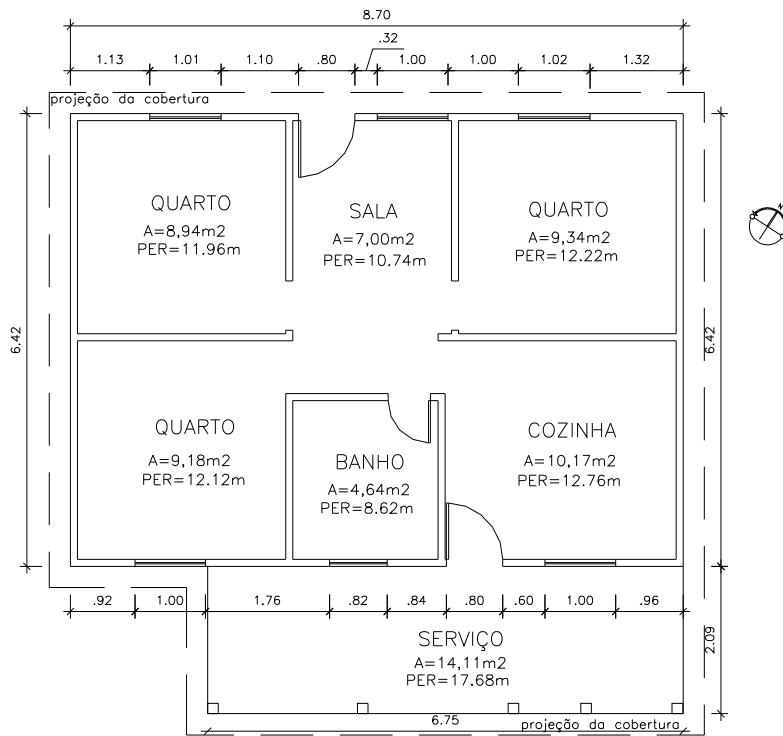 8.70
.32
1.13 1.01 1.10 .80 1.00 1.00 1.02 1.32
projeção da cobertura
N
QUARTO
A=8,94m2
PER=11.96m
SALA
A=7,00m2
PER=10.74m
QUARTO
A=9,34m2
PER=12.22m
6.42
6.42
QUARTO
A=9,18m2
PER=12.12m
BANHO
A=4,64m2
PER=8.62m
COZINHA
A=10,17m2
PER=12.76m
.92 1.00 1.76 .82 .84 .80 .60 1.00 .96
2.09
SERVIÇO
A=14,11m2
PER=17.68m
6.75
projeção da cobertura